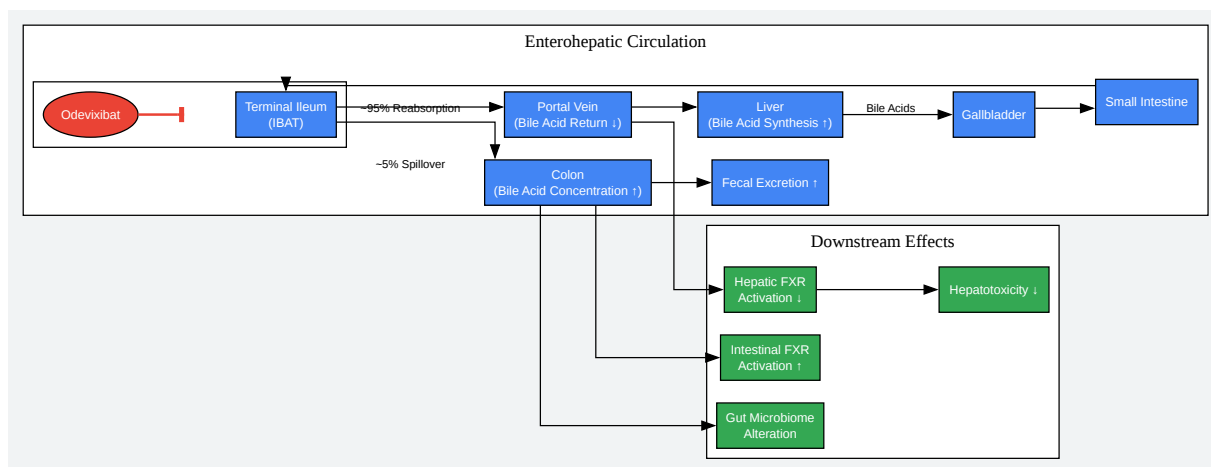 Enterohepatic Circulation
Odevixibat
Terminal Ileum
(IBAT)
~95% Reabsorption
Portal Vein
(Bile Acid Return ↓)
Liver
(Bile Acid Synthesis ↑)
Bile Acids
Gallbladder
Small Intestine
~5% Spillover
Colon
(Bile Acid Concentration ↑)
Fecal Excretion ↑
Downstream Effects
Hepatic FXR
Activation ↓
Hepatotoxicity ↓
Intestinal FXR
Activation ↑
Gut Microbiome
Alteration